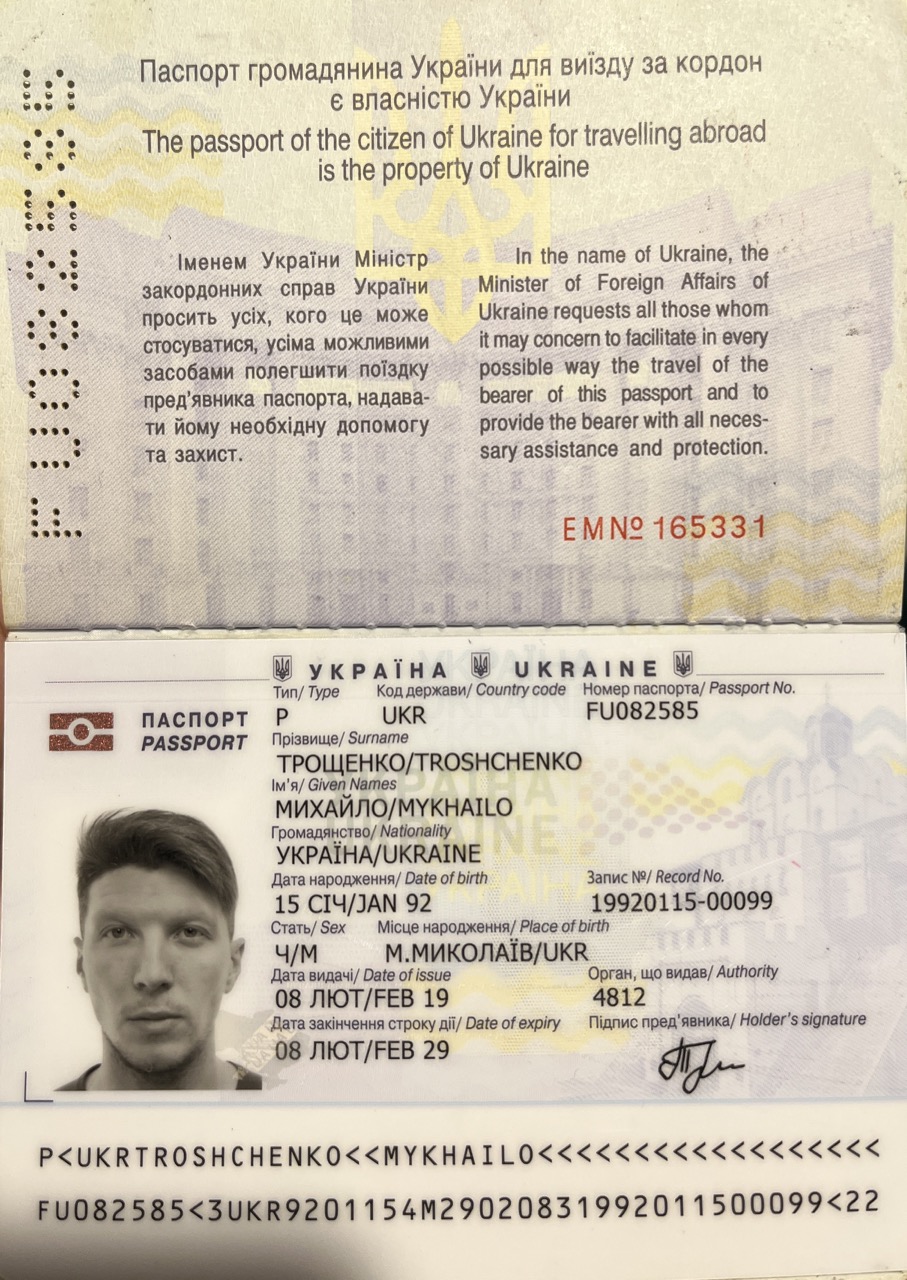 FU082585
Паспорт громадянина України для виїзду за кордон
є власністю України
The passport of the citizen of Ukraine for travelling abroad
is the property of Ukraine
Іменем України Міністр
закордонних справ України
просить усіх, кого це може
стосуватися, усіма можливими
засобами полегшити поїздку
пред'явника паспорта, надава-
ти йому необхідну допомогу
та захист.
In the name of Ukraine, the
Minister of Foreign Affairs of
Ukraine requests all those whom
it may concern to facilitate in every
possible way the travel of the
bearer of this passport and to
provide the bearer with all neces-
sary assistance and protection.
EM№ 165331
УКРАЇНА UKRAINE
Тип/ Type Код держави/ Country code Номер паспорта/ Passport No.
P UKR FU082585
ПАСПОРТ
PASSPORT
Прізвище/ Surname
ТРОЩЕНКО/TROSHCHENKO
Ім'я/ Given Names
МИХАЙЛО/MYKHAILO
Громадянство/ Nationality
УКРАЇНА/UKRAINE
Дата народження/ Date of birth Запис №/ Record No.
15 СІЧ/JAN 92 19920115-00099
Стать/ Sex Місце народження/ Place of birth
Ч/M М.МИКОЛАЇВ/UKR
Дата видачі/ Date of issue Орган, що видав/ Authority
08 ЛЮТ/FEB 19 4812
Дата закінчення строку дії/ Date of expiry Підпис пред'явника/ Holder's signature
08 ЛЮТ/FEB 29
P<UKRTROSHCHENKO<<MYKHAILO<<<<<<<<<<<<<<<<<<
FU082585<3UKR9201154M2902083199201150​0099<22